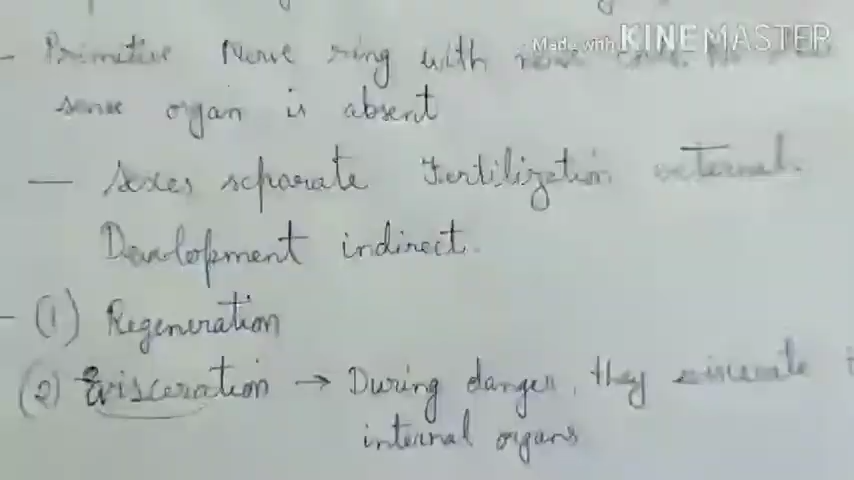 Made with KINEMASTER
- Primitive Nerve ring with
sense organ is absent
- Sexes separate Fertilization external.
Development indirect.
- (1) Regeneration
(2) Evisceration → During danger, they eviscerate
internal organs